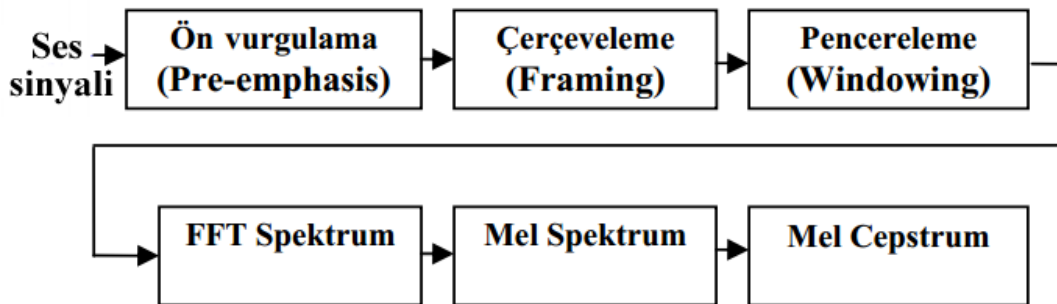 Ses
sinyali
Ön vurgulama
(Pre-emphasis)
Çerçeveleme
(Framing)
Pencereleme
(Windowing)
FFT Spektrum
Mel Spektrum
Mel Cepstrum